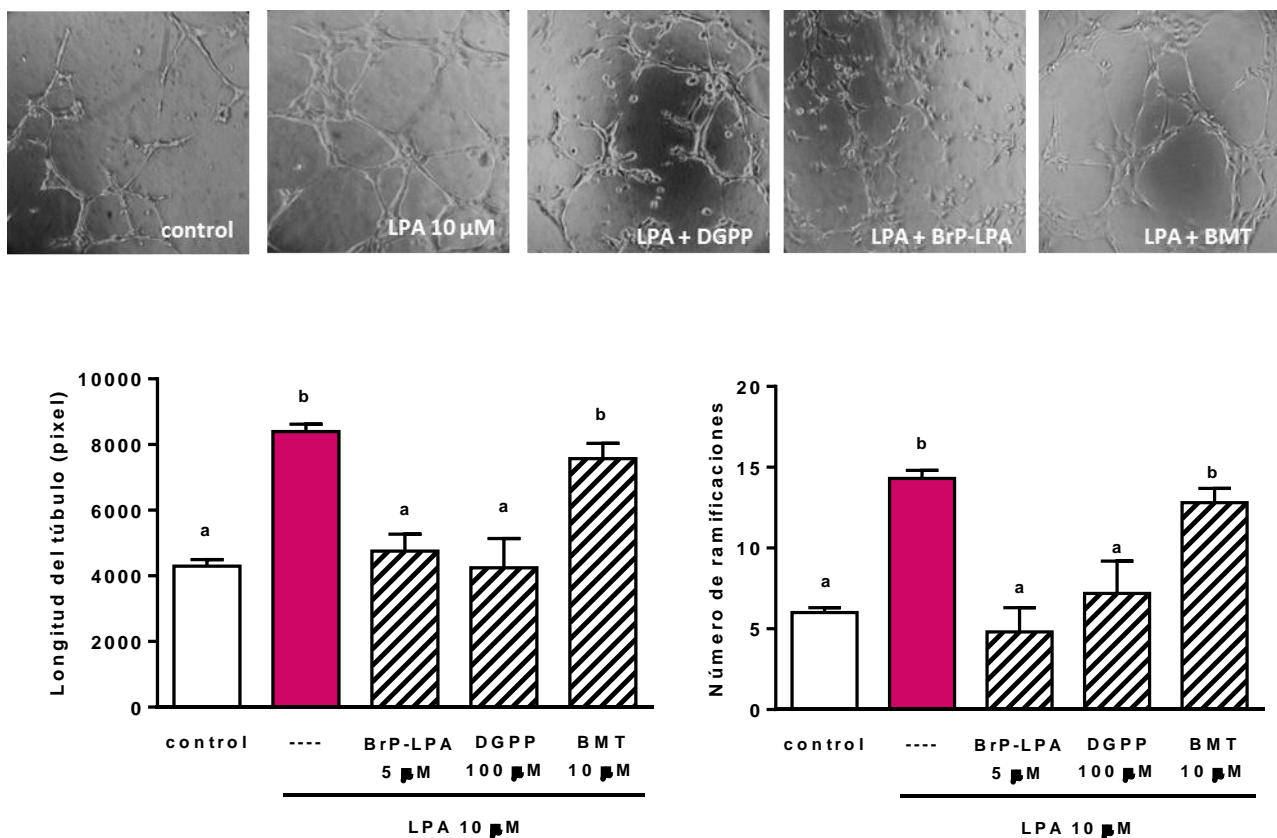 control
LPA 10 µM
LPA + DGPP
LPA + BrP-LPA
LPA + BMT
Longitud del túbulo (pixel)
10000
8000
6000
4000
2000
0
a
b
a
a
b
control
----
BrP-LPA
5 µM
DGPP
100 µM
BMT
10 µM
LPA 10 µM
Número de ramificaciones
20
15
10
5
0
a
b
a
a
b
control
----
BrP-LPA
5 µM
DGPP
100 µM
BMT
10 µM
LPA 10 µM